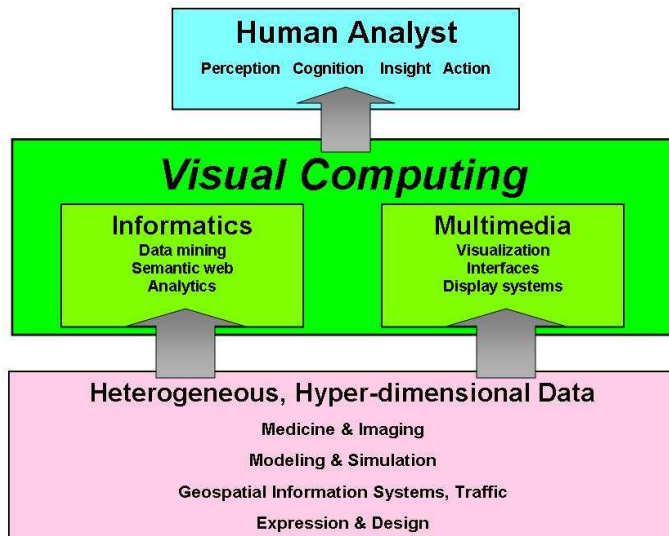 Human Analyst
Perception Cognition Insight Action
Visual Computing
Informatics
Data mining
Semantic web
Analytics
Multimedia
Visualization
Interfaces
Display systems
Heterogeneous, Hyper-dimensional Data
Medicine & Imaging
Modeling & Simulation
Geospatial Information Systems, Traffic
Expression & Design